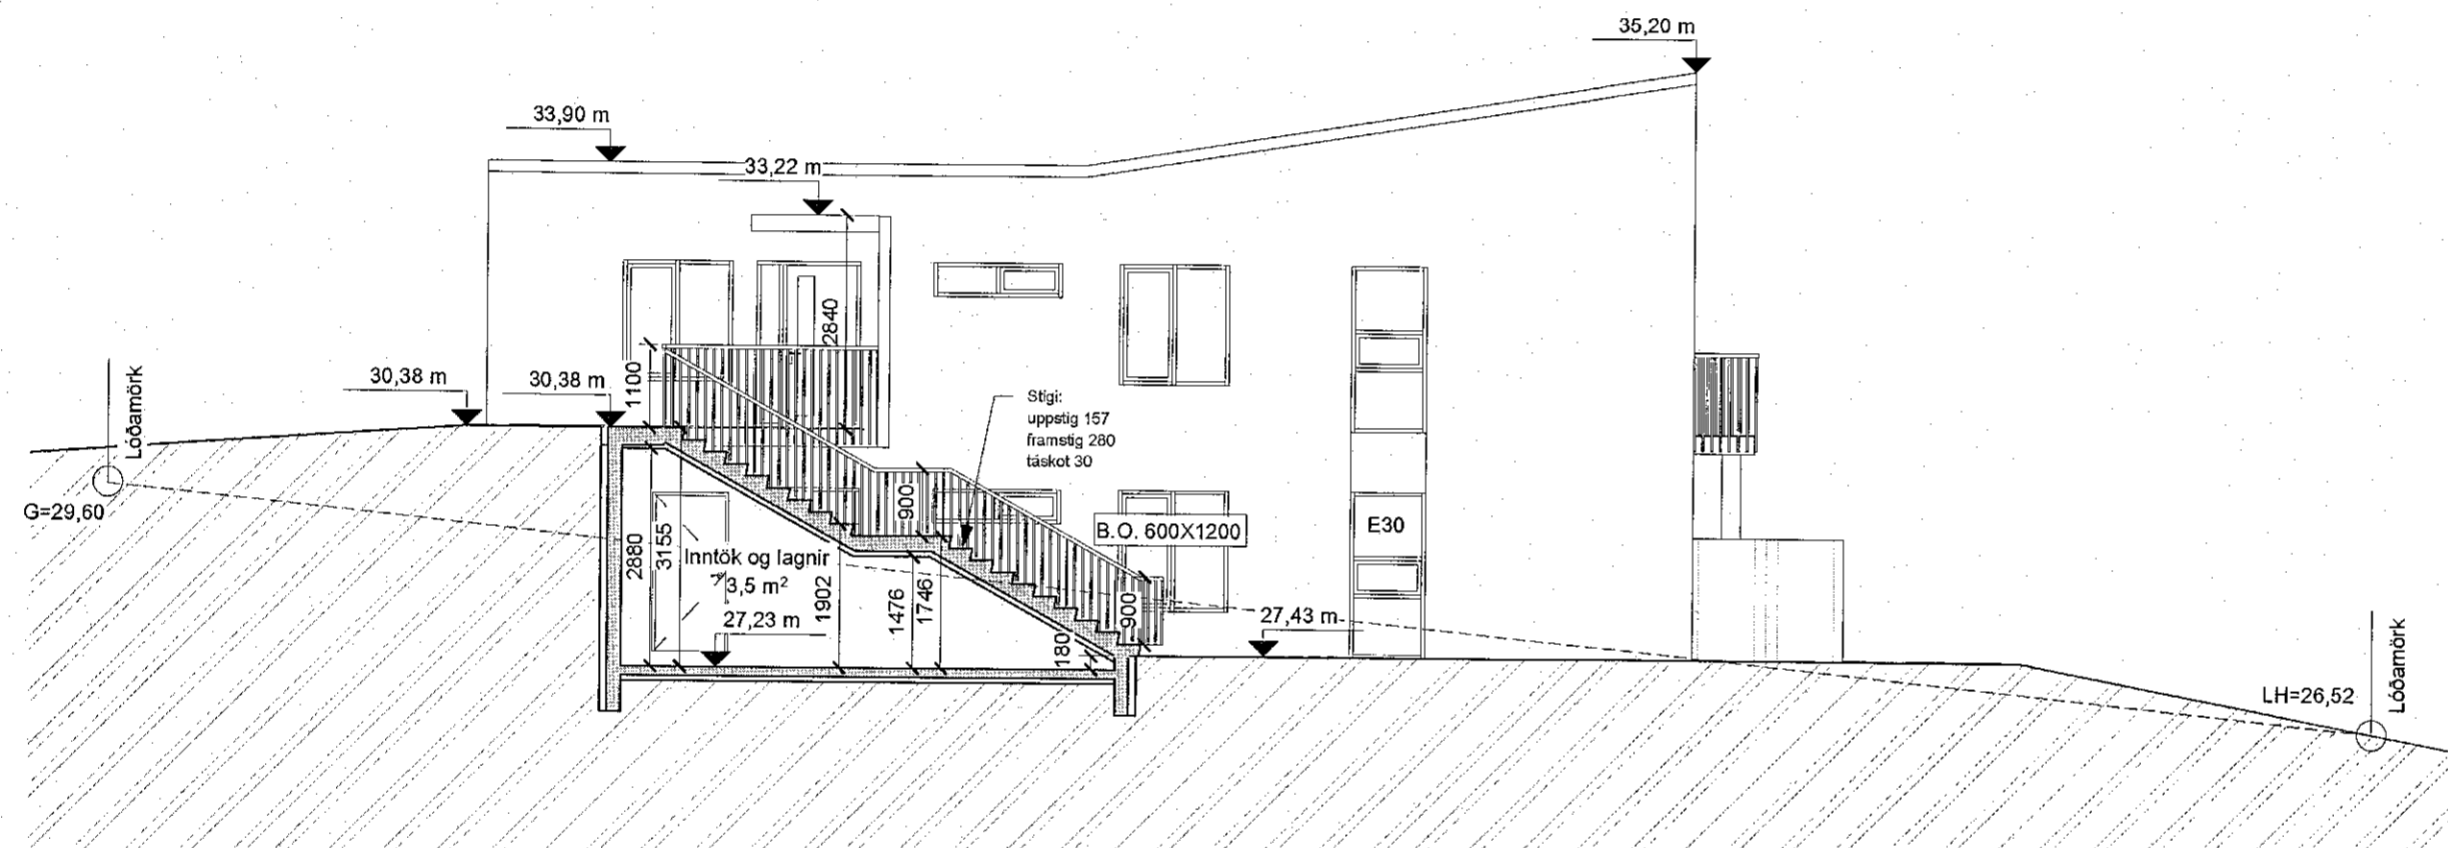 35,20 m
33,90 m
33,22 m
2840
30,38 m
30,38 m
1100
Lóðamörk
Stigi:
uppstig 157
framstig 280
táskot 30
G=29,60
900
B.O. 600X1200
E30
2880
3155
Inntök og lagnir
3,5 m²
27,23 m
1902
1476
1746
180
900
27,43 m
LH=26,52
Lóðamörk